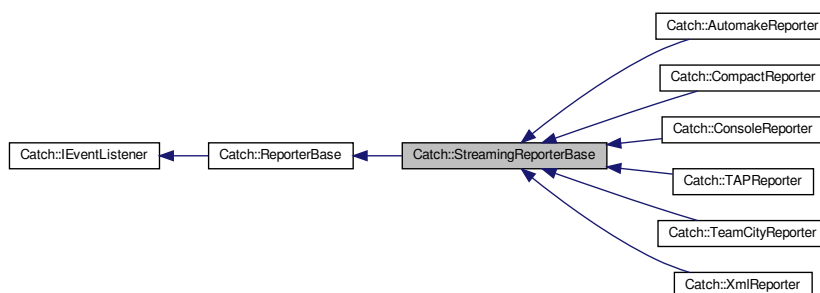 Catch::AutomakeReporter
Catch::CompactReporter
Catch::ConsoleReporter
Catch::IEventListener
Catch::ReporterBase
Catch::StreamingReporterBase
Catch::TAPReporter
Catch::TeamCityReporter
Catch::XmlReporter